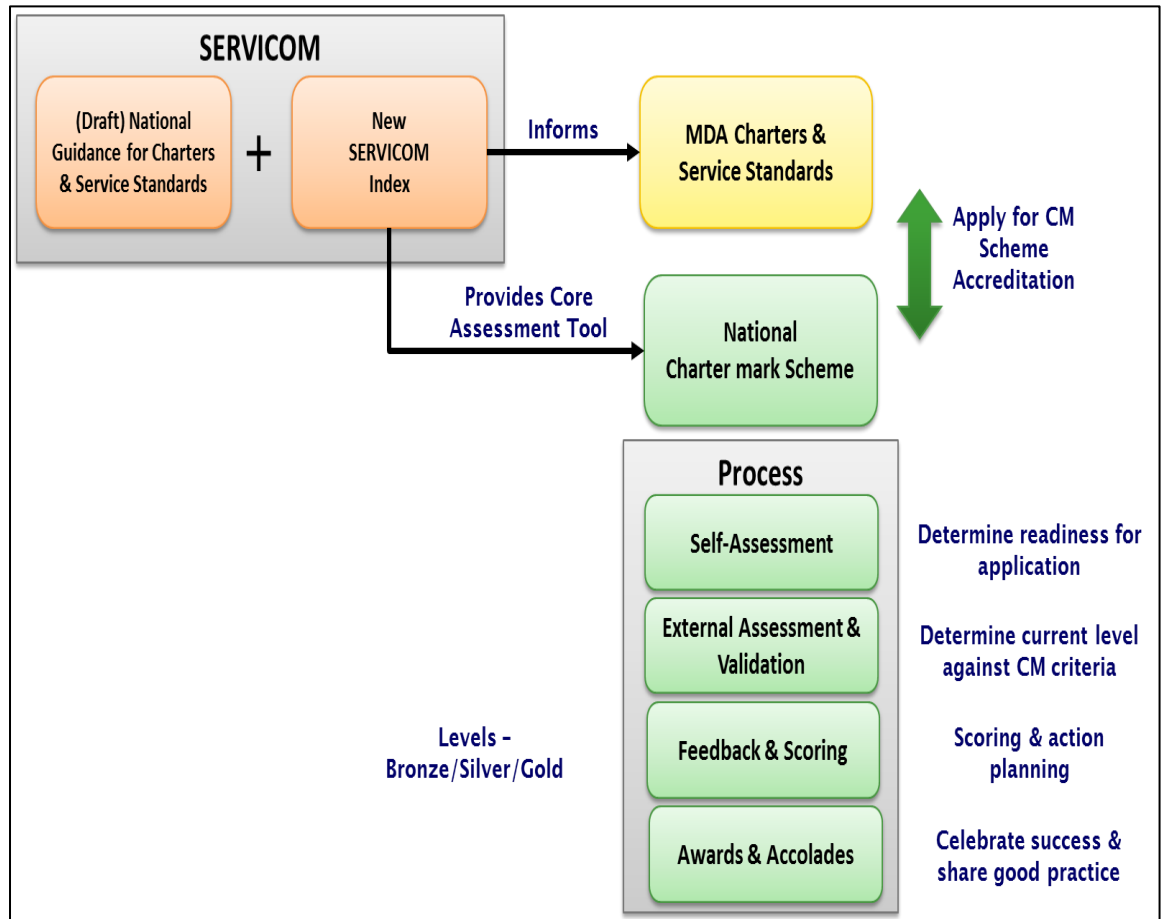 SERVICOM
(Draft) National
Guidance for Charters
& Service Standards
+
New
SERVICOM
Index
Informs
MDA Charters &
Service Standards
Apply for CM
Scheme
Accreditation
Provides Core
Assessment Tool
National
Charter mark Scheme
Process
Self-Assessment
Determine readiness for
application
External Assessment &
Validation
Determine current level
against CM criteria
Levels –
Bronze/Silver/Gold
Feedback & Scoring
Scoring & action
planning
Awards & Accolades
Celebrate success &
share good practice